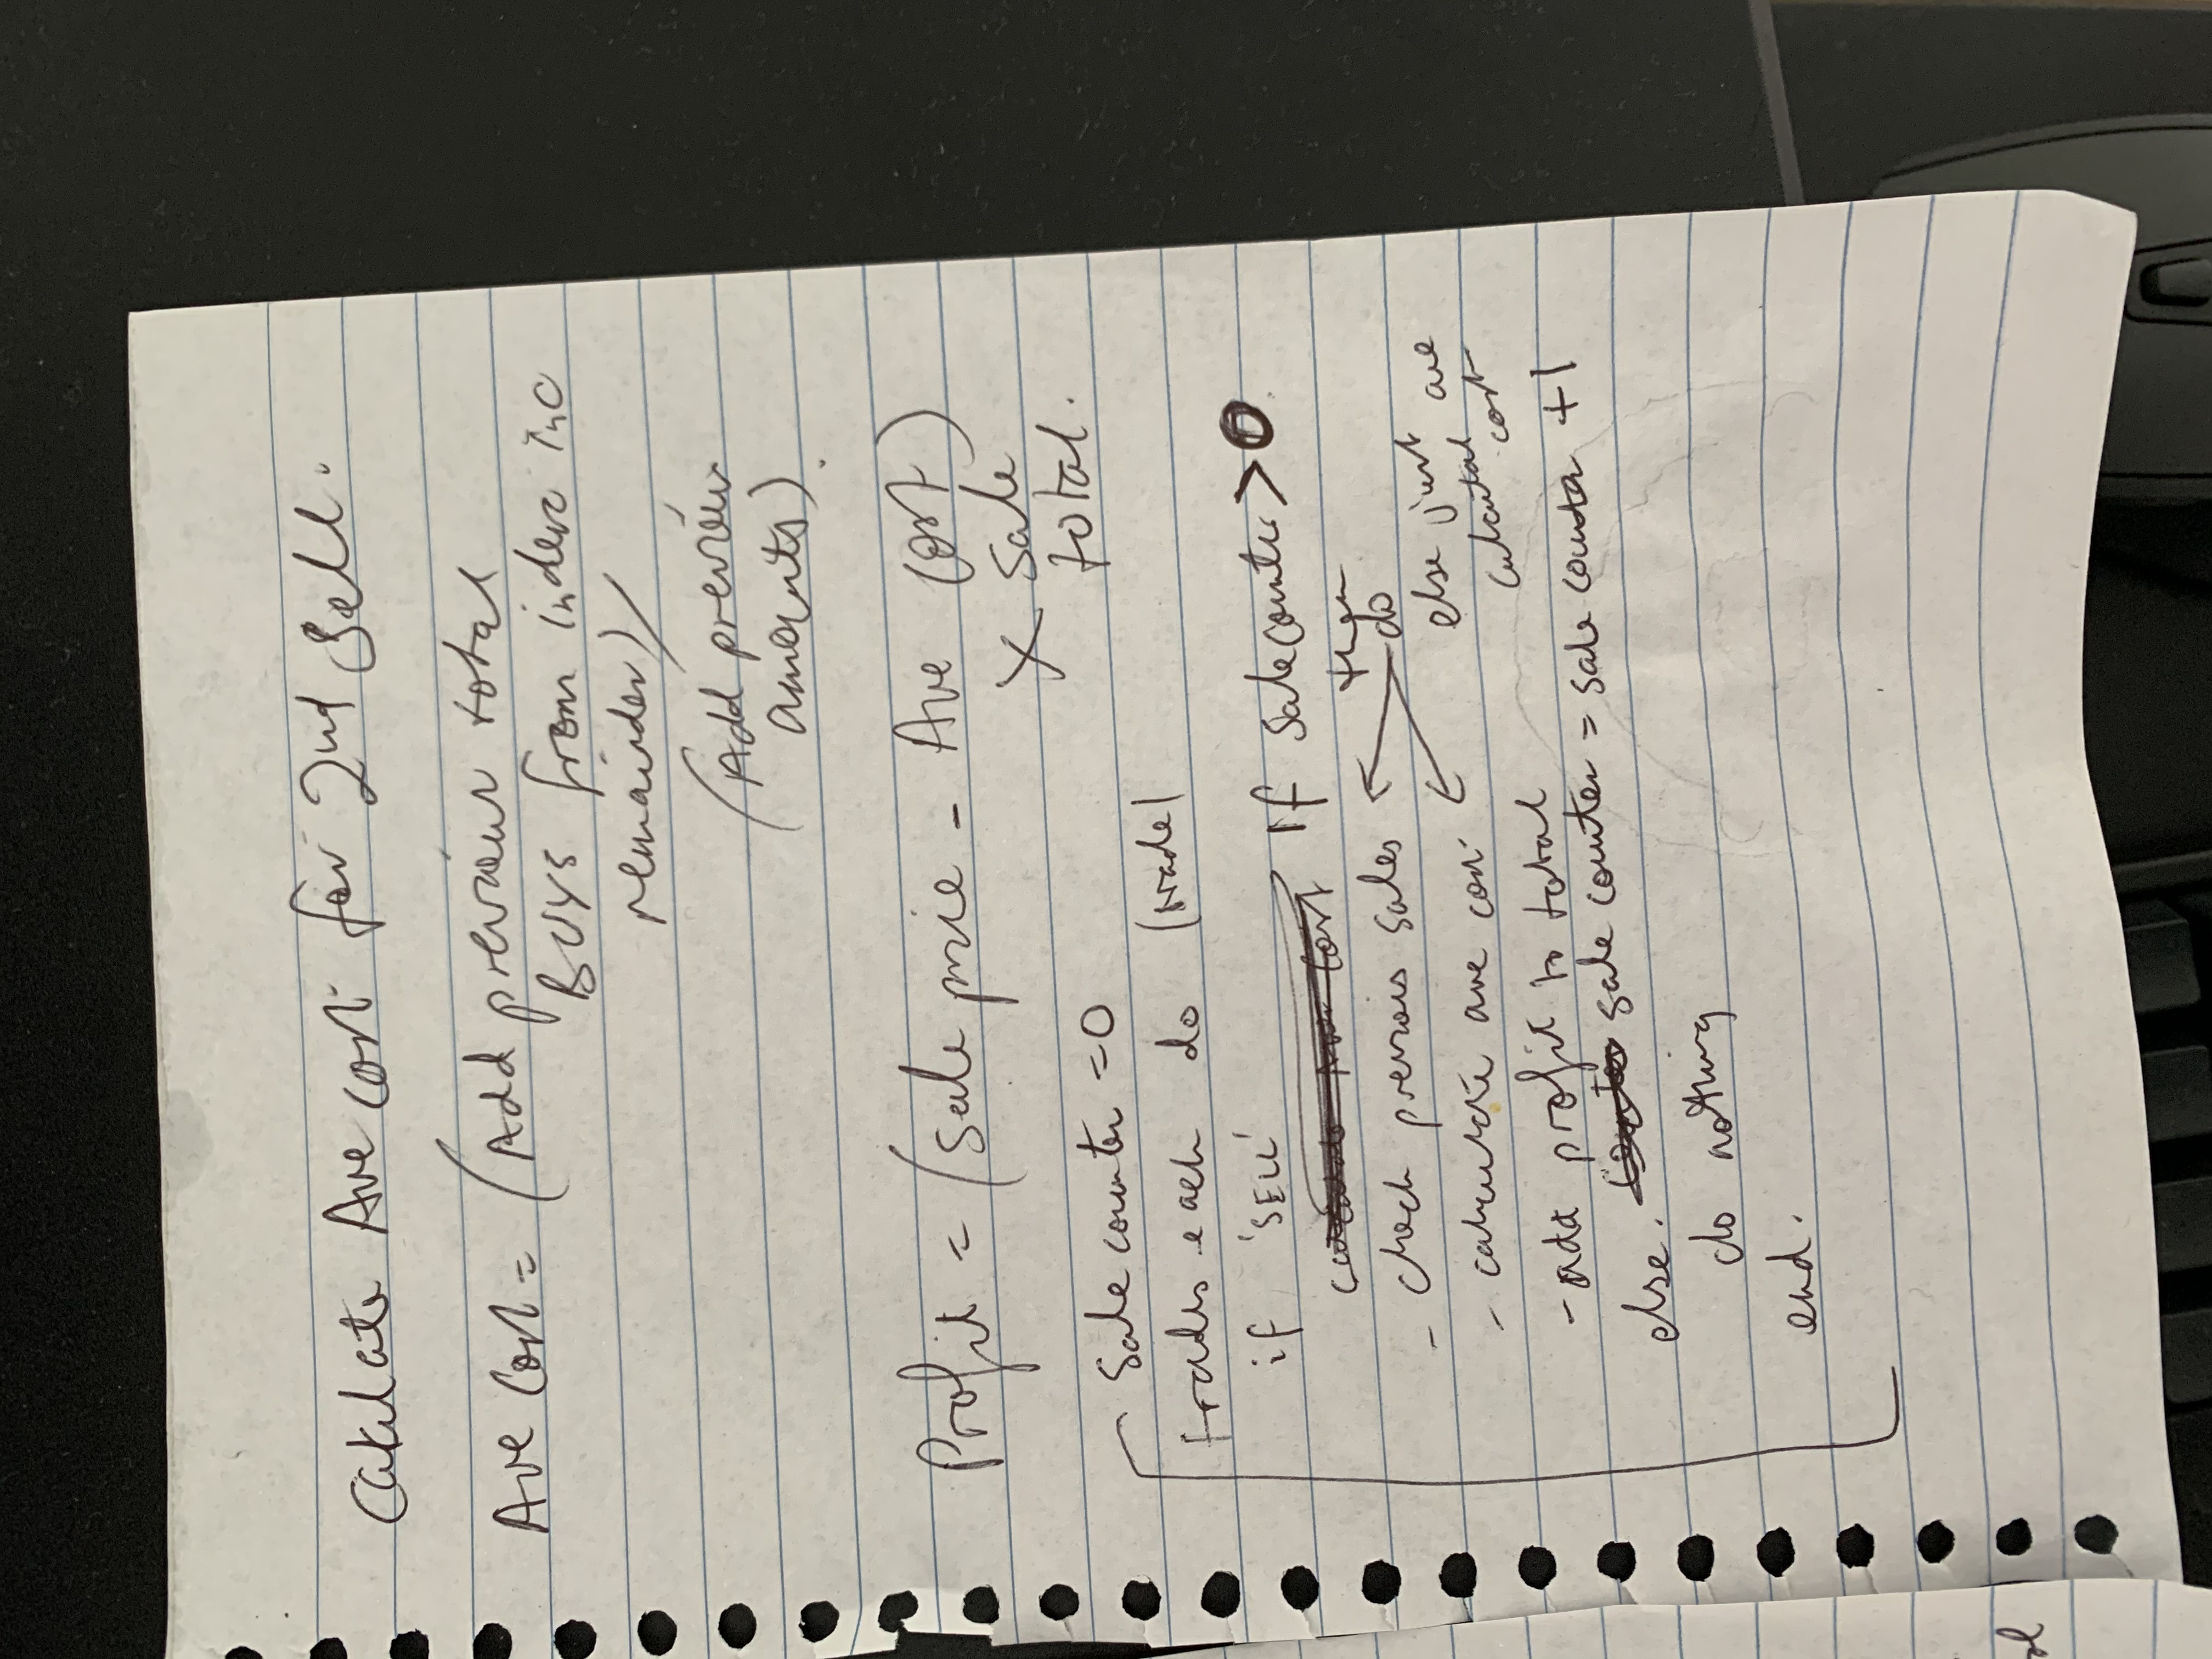 Calculate Ave cost for 2nd Sell.
Ave Cost = (Add previous total
BUYS from index inc
remainder) /
(Add previous
amounts).
Profit = (Sale price - Ave Cost)
X Sale
total.
Sale counter = 0
trades each do |trade|
if 'SELL'
calculate Ave Cost if Sale counter > 0
then
- check previous sales do
else just
- calculate ave cost calculate ave
cost
- add profit to total
counter sale counter = sale counter +1
else.
do nothing
end.